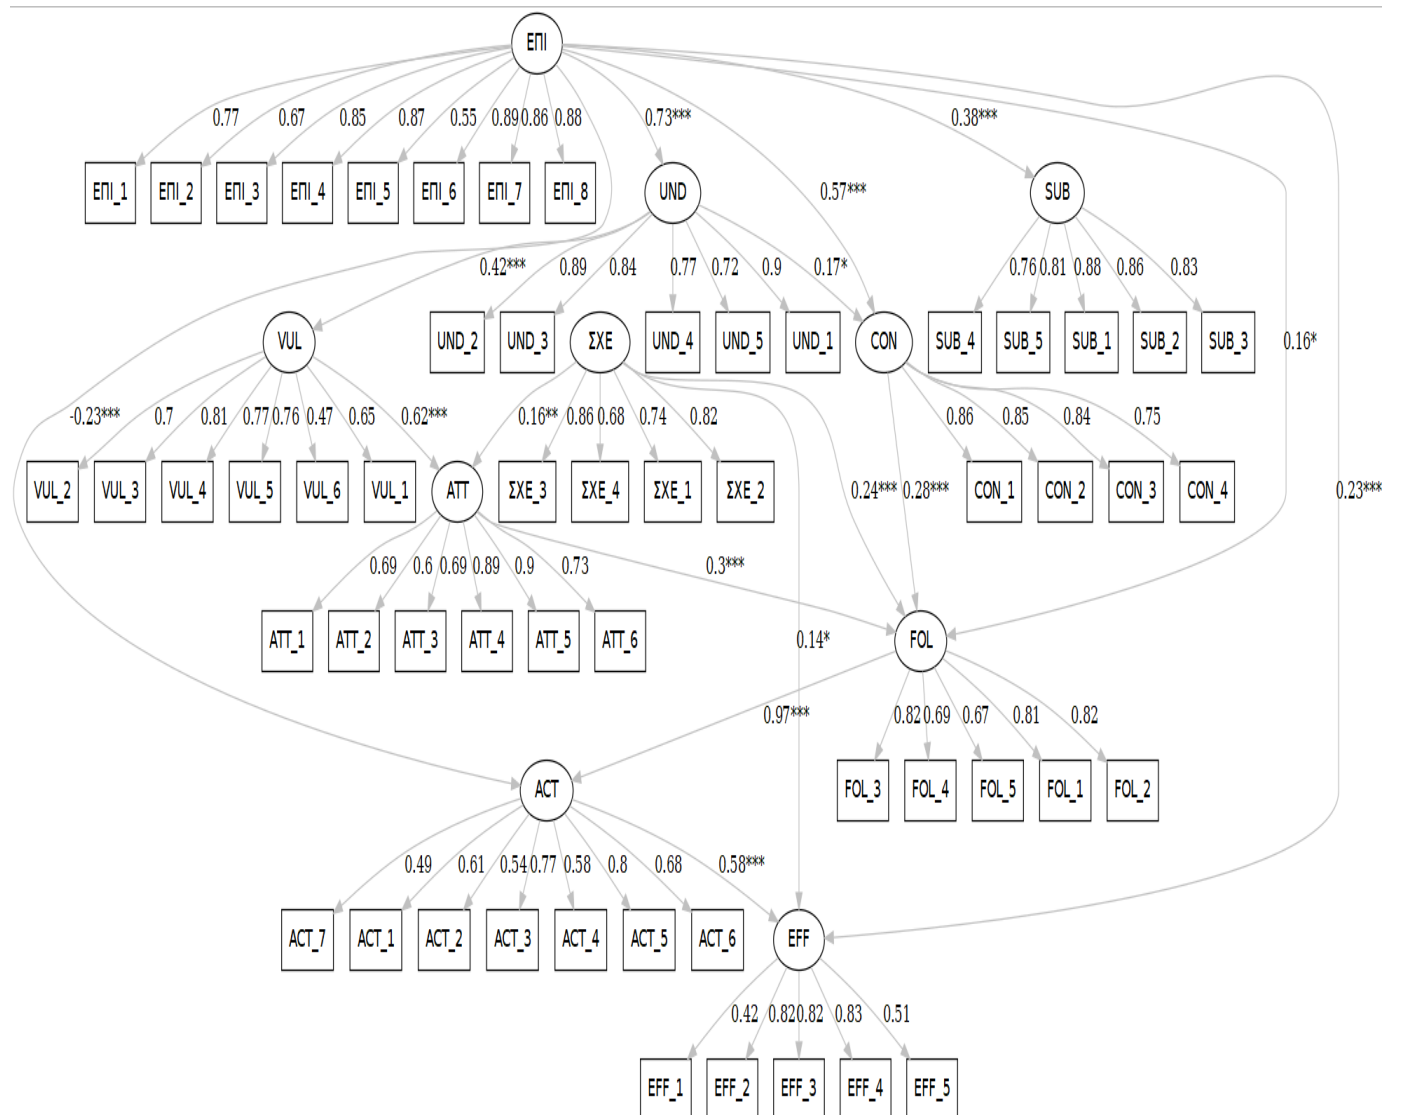 ΕΠΙ
0.77 0.67 0.85 0.87 0.55 0.89 0.86 0.88 0.73*** 0.38***
ΕΠΙ_1 ΕΠΙ_2 ΕΠΙ_3 ΕΠΙ_4 ΕΠΙ_5 ΕΠΙ_6 ΕΠΙ_7 ΕΠΙ_8 UND 0.57*** SUB
0.42*** 0.89 0.84 0.77 0.72 0.9 0.17* 0.76 0.81 0.88 0.86 0.83
VUL UND_2 UND_3 ΣΧΕ UND_4 UND_5 UND_1 CON SUB_4 SUB_5 SUB_1 SUB_2 SUB_3 0.16*
-0.23*** 0.7 0.81 0.77 0.76 0.47 0.65 0.62*** 0.16** 0.86 0.68 0.74 0.82 0.86 0.85 0.84 0.75
VUL_2 VUL_3 VUL_4 VUL_5 VUL_6 VUL_1 ATT ΣΧΕ_3 ΣΧΕ_4 ΣΧΕ_1 ΣΧΕ_2 0.24*** 0.28*** CON_1 CON_2 CON_3 CON_4 0.23***
0.69 0.6 0.69 0.89 0.9 0.73 0.3***
ATT_1 ATT_2 ATT_3 ATT_4 ATT_5 ATT_6 0.14* FOL
0.97*** 0.82 0.69 0.67 0.81 0.82
ACT FOL_3 FOL_4 FOL_5 FOL_1 FOL_2
0.49 0.61 0.54 0.77 0.58 0.8 0.68 0.58***
ACT_7 ACT_1 ACT_2 ACT_3 ACT_4 ACT_5 ACT_6 EFF
0.42 0.82 0.82 0.83 0.51
EFF_1 EFF_2 EFF_3 EFF_4 EFF_5